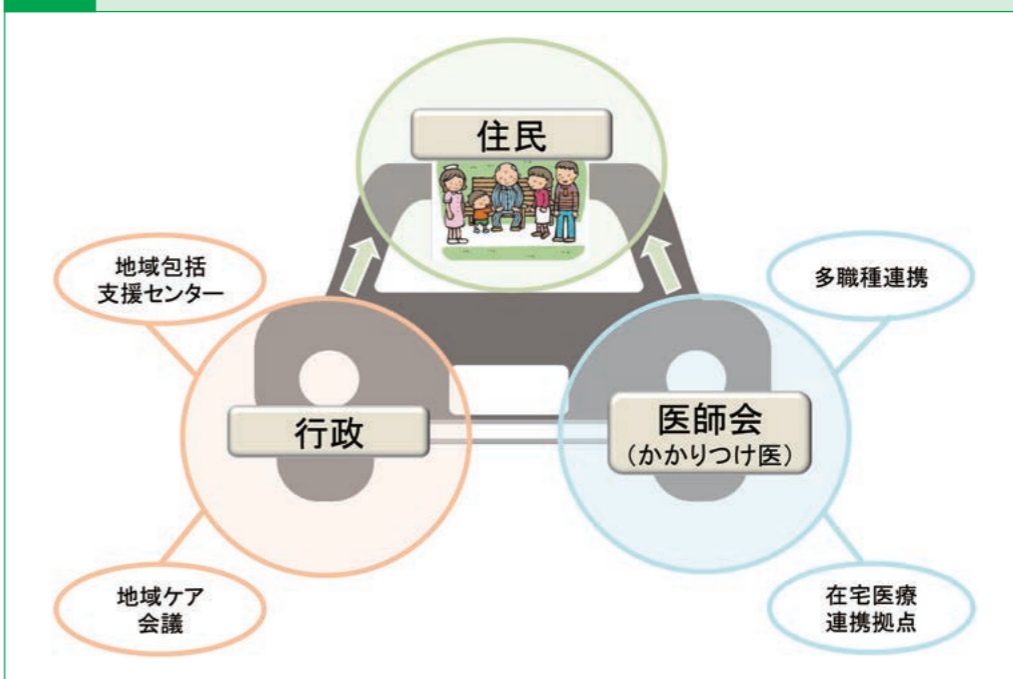 住民
地域包括
支援センター
多職種連携
行政
医師会
（かかりつけ医）
地域ケア
会議
在宅医療
連携拠点